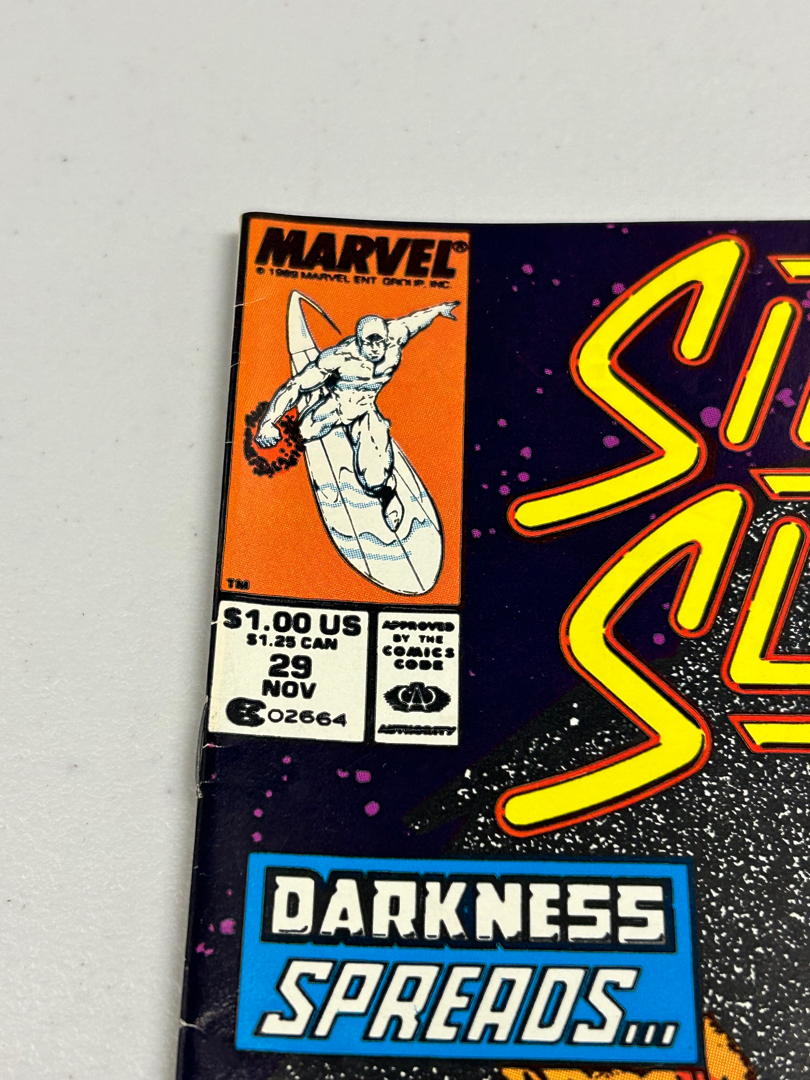 MARVEL®
© 1989 MARVEL ENT GROUP, INC.
TM
$1.00 US
$1.25 CAN
29
NOV
02664
APPROVED
BY THE
COMICS
CODE
AUTHORITY
DARKNESS
SPREADS...